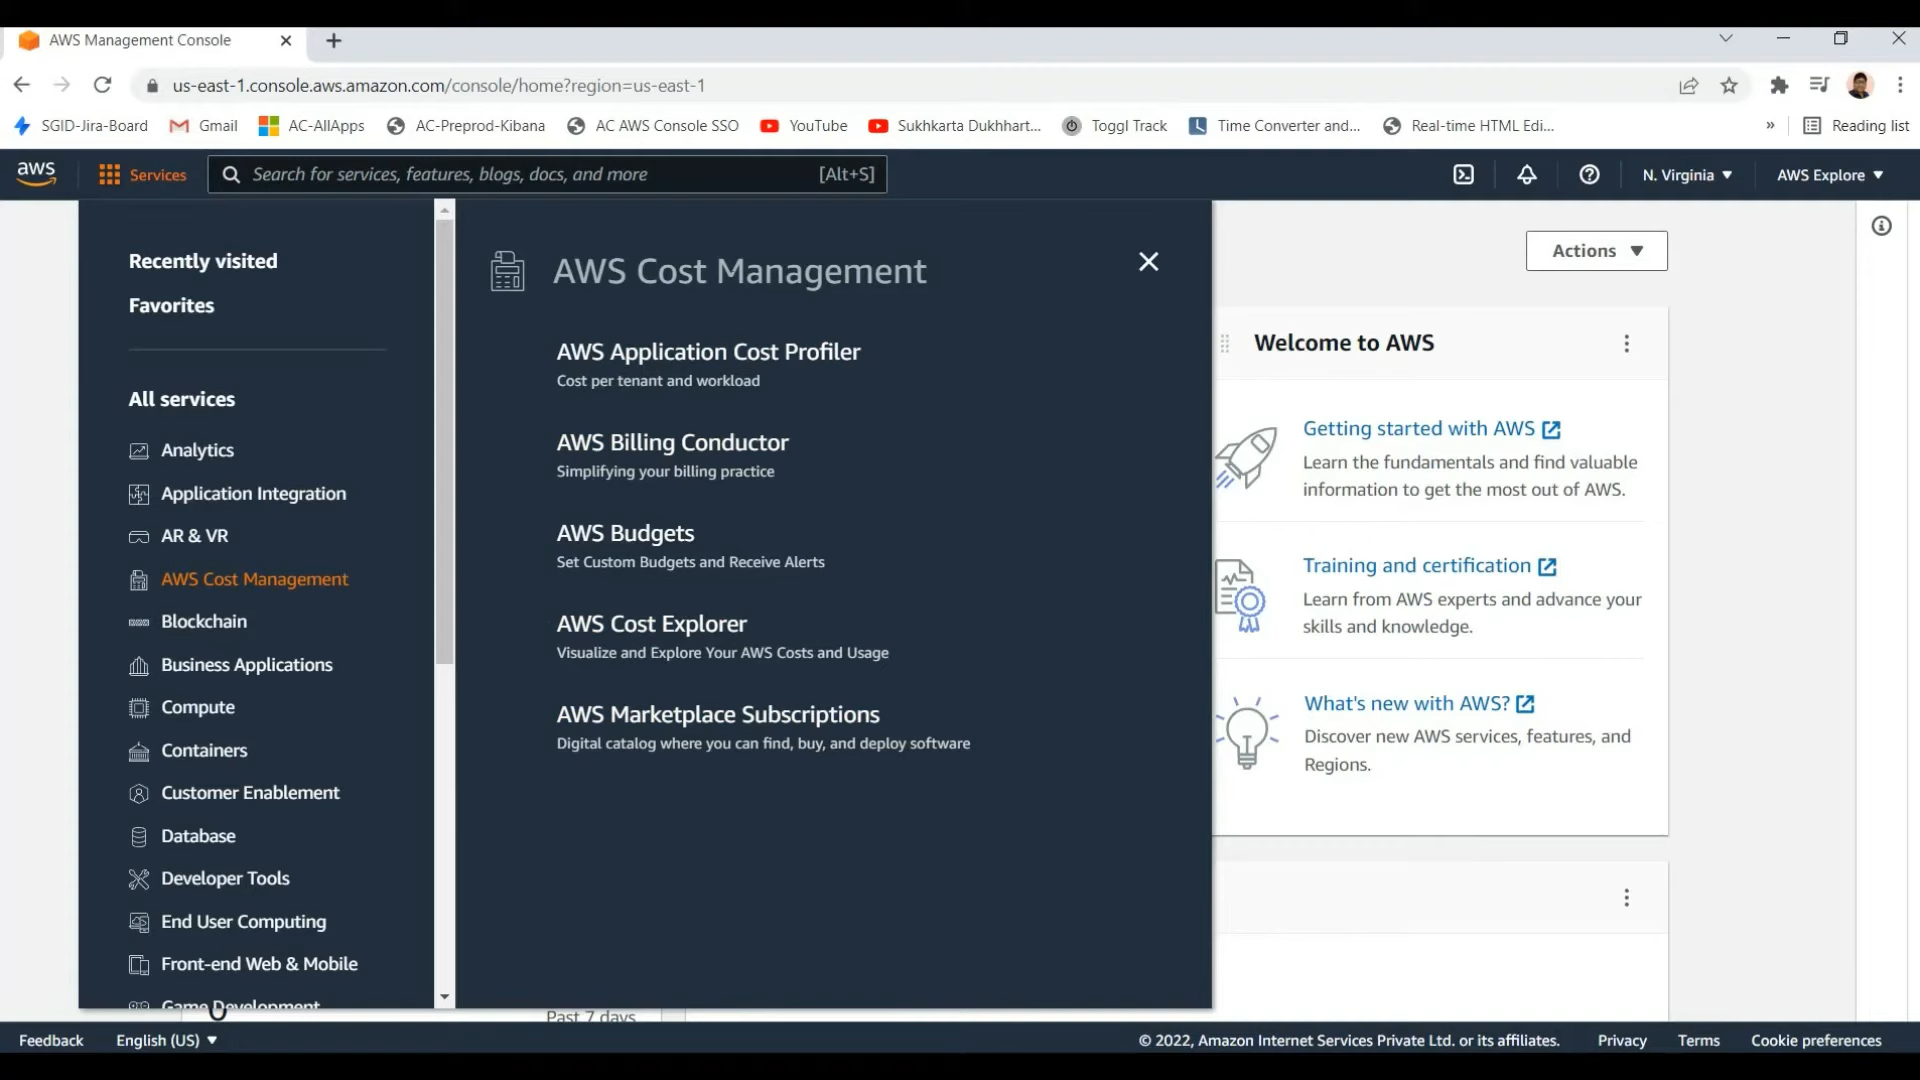 AWS Management Console
us-east-1.console.aws.amazon.com/console/home?region=us-east-1
SGID-Jira-Board Gmail AC-AllApps AC-Preprod-Kibana AC AWS Console SSO YouTube Sukhkarta Dukhhart... Toggl Track Time Converter and... Real-time HTML Edi... » Reading list
aws Services Search for services, features, blogs, docs, and more [Alt+S] N. Virginia AWS Explore
Recently visited
Favorites
All services
Analytics
Application Integration
AR & VR
AWS Cost Management
Blockchain
Business Applications
Compute
Containers
Customer Enablement
Database
Developer Tools
End User Computing
Front-end Web & Mobile
Game Development
AWS Cost Management
AWS Application Cost Profiler
Cost per tenant and workload
AWS Billing Conductor
Simplifying your billing practice
AWS Budgets
Set Custom Budgets and Receive Alerts
AWS Cost Explorer
Visualize and Explore Your AWS Costs and Usage
AWS Marketplace Subscriptions
Digital catalog where you can find, buy, and deploy software
Actions
Welcome to AWS
Getting started with AWS
Learn the fundamentals and find valuable
information to get the most out of AWS.
Training and certification
Learn from AWS experts and advance your
skills and knowledge.
What's new with AWS?
Discover new AWS services, features, and
Regions.
0
Past 7 days
Feedback English (US) © 2022, Amazon Internet Services Private Ltd. or its affiliates. Privacy Terms Cookie preferences